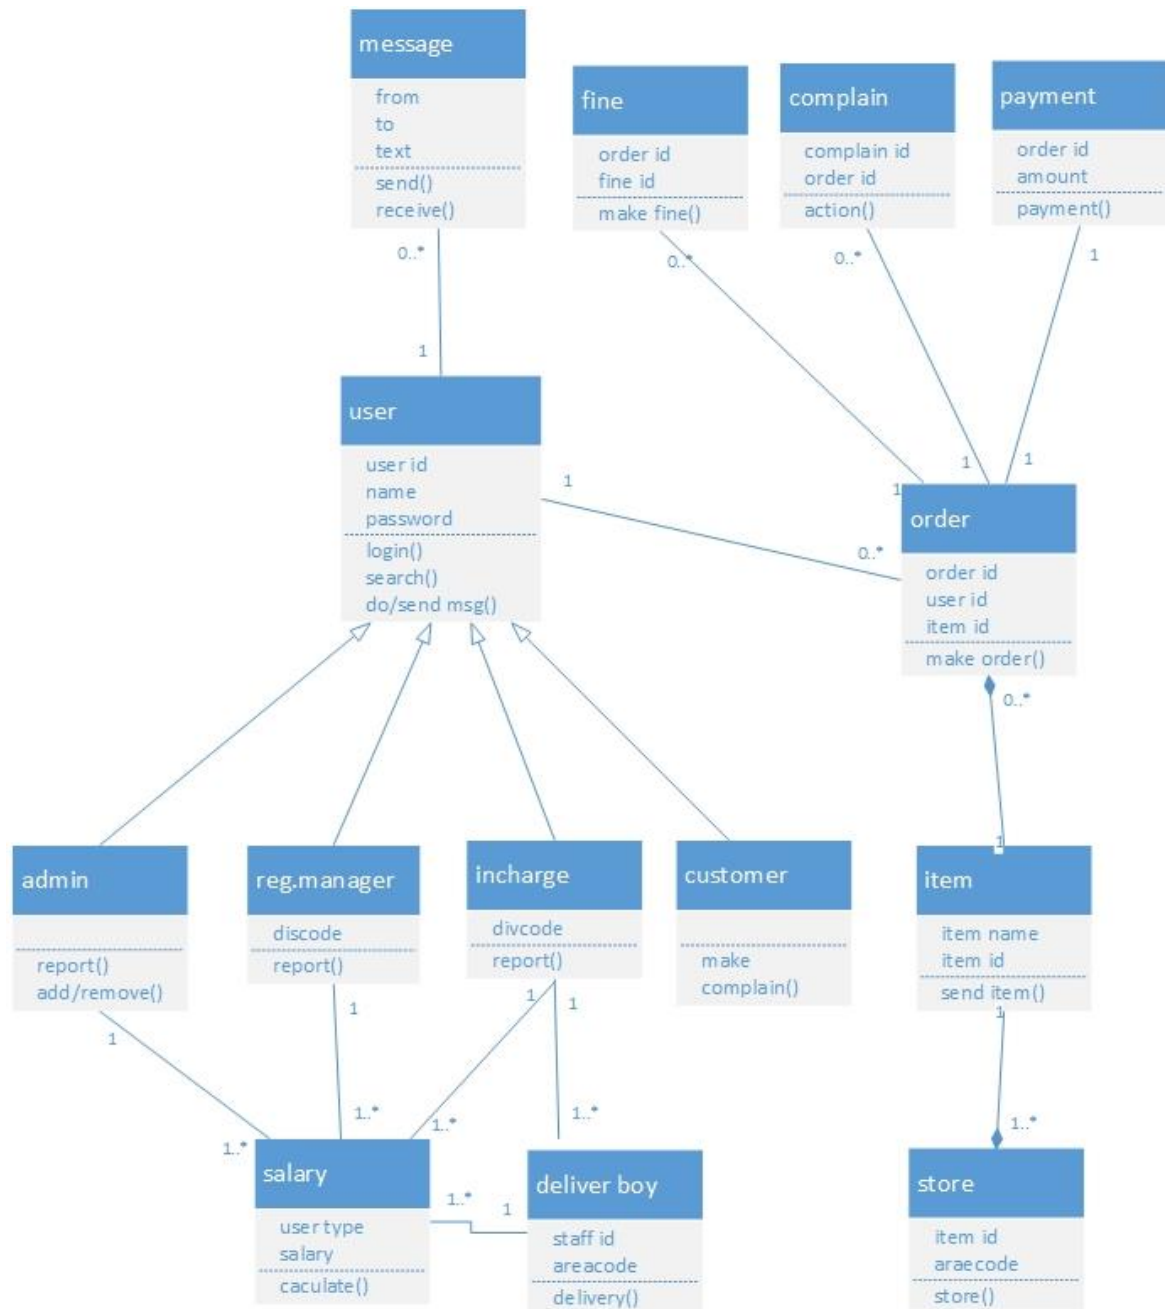 message
from
to
text
send()
receive()
fine
order id
fine id
make fine()
complain
complain id
order id
action()
payment
order id
amount
payment()
0..*
0..*
0..*
1
1
1
1
1
user
user id
name
password
login()
search()
do/send msg()
1
0..*
order
order id
user id
item id
make order()
0..*
admin
report()
add/remove()
reg.manager
discode
report()
incharge
divcode
report()
customer
make
complain()
1
item
item name
item id
send item()
1
1
1
1
1
1..*
1..*
1..*
1..*
1..*
salary
user type
salary
caculate()
1..*
1
deliver boy
staff id
areacode
delivery()
store
item id
araecode
store()